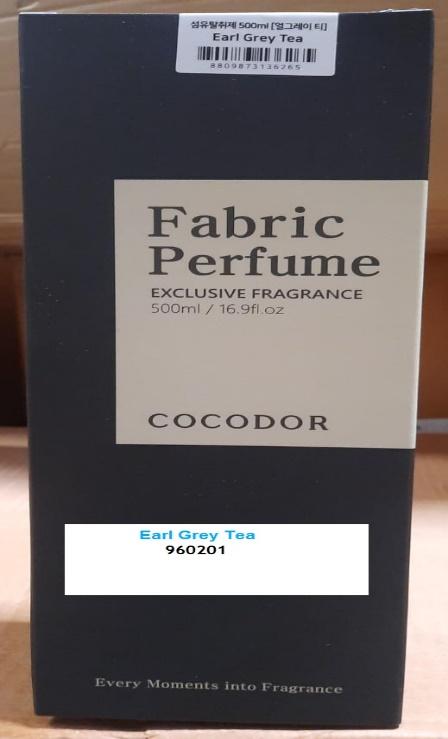 섬유탈취제 500ml [얼그레이 티]
Earl Grey Tea
8809873136265
Fabric
Perfume
EXCLUSIVE FRAGRANCE
500ml / 16.9fl.oz
COCODOR
Earl Grey Tea
960201
Every Moments into Fragrance